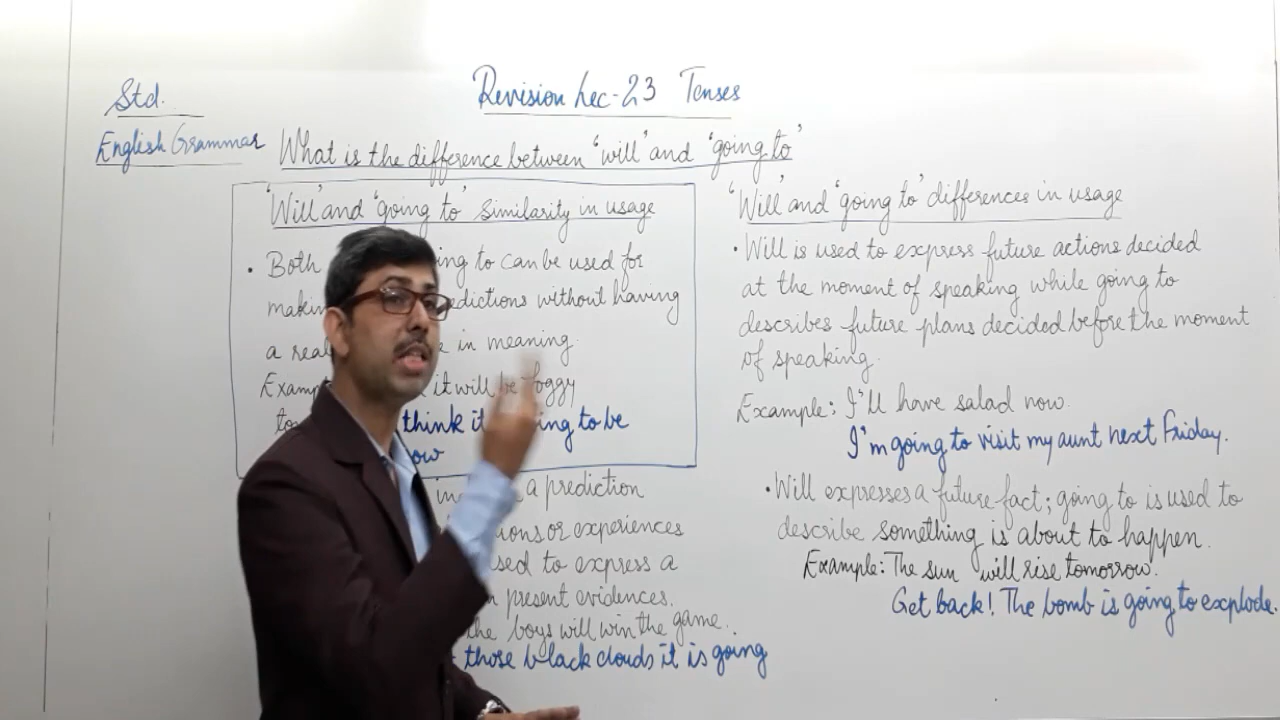 Revision Lec-23 Tenses
Std.
English Grammar
What is the difference between 'will' and 'going to'
'Will' and 'going to' similarity in usage
• Both ing to can be used for
making edictions without having
a real e in meaning.
Examp it will be foggy
to think it ing to be
ow
in a prediction
ions or experiences
sed to express a
n present evidences.
the boys will win the game.
those black clouds it is going
'Will' and 'going to' differences in usage
• Will is used to express future actions decided
at the moment of speaking while going to
describes future plans decided before the moment
of speaking.
Example: I'll have salad now.
I'm going to visit my aunt next Friday.
• Will expresses a future fact; going to is used to
describe something is about to happen.
Example: The sun will rise tomorrow.
Get back! The bomb is going to explode.